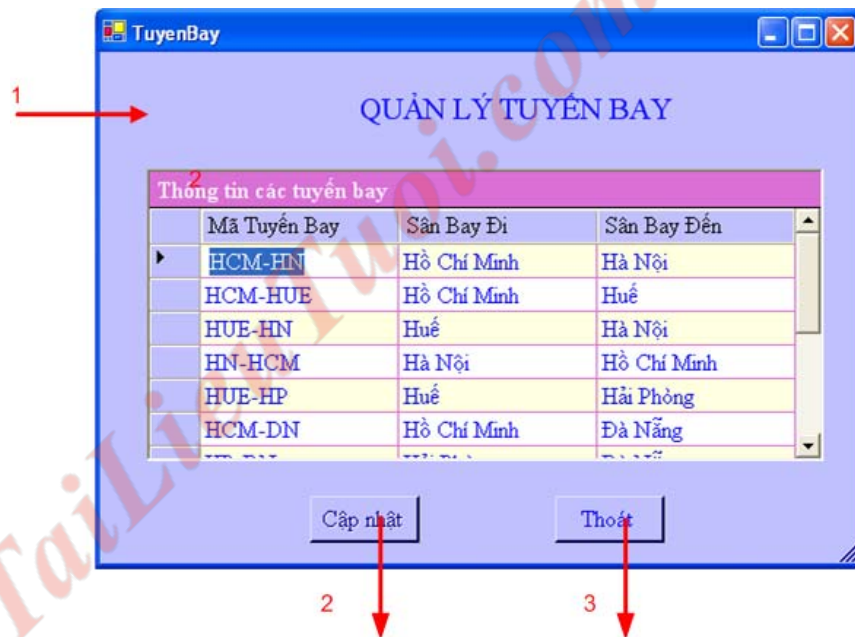 TuyenBay
1
QUẢN LÝ TUYẾN BAY
2
Thông tin các tuyến bay
Mã Tuyến Bay Sân Bay Đi Sân Bay Đến
HCM-HN Hồ Chí Minh Hà Nội
HCM-HUE Hồ Chí Minh Huế
HUE-HN Huế Hà Nội
HN-HCM Hà Nội Hồ Chí Minh
HUE-HP Huế Hải Phòng
HCM-DN Hồ Chí Minh Đà Nẵng
Cập nhật Thoát
2 3
TaiLieuTuoi.com